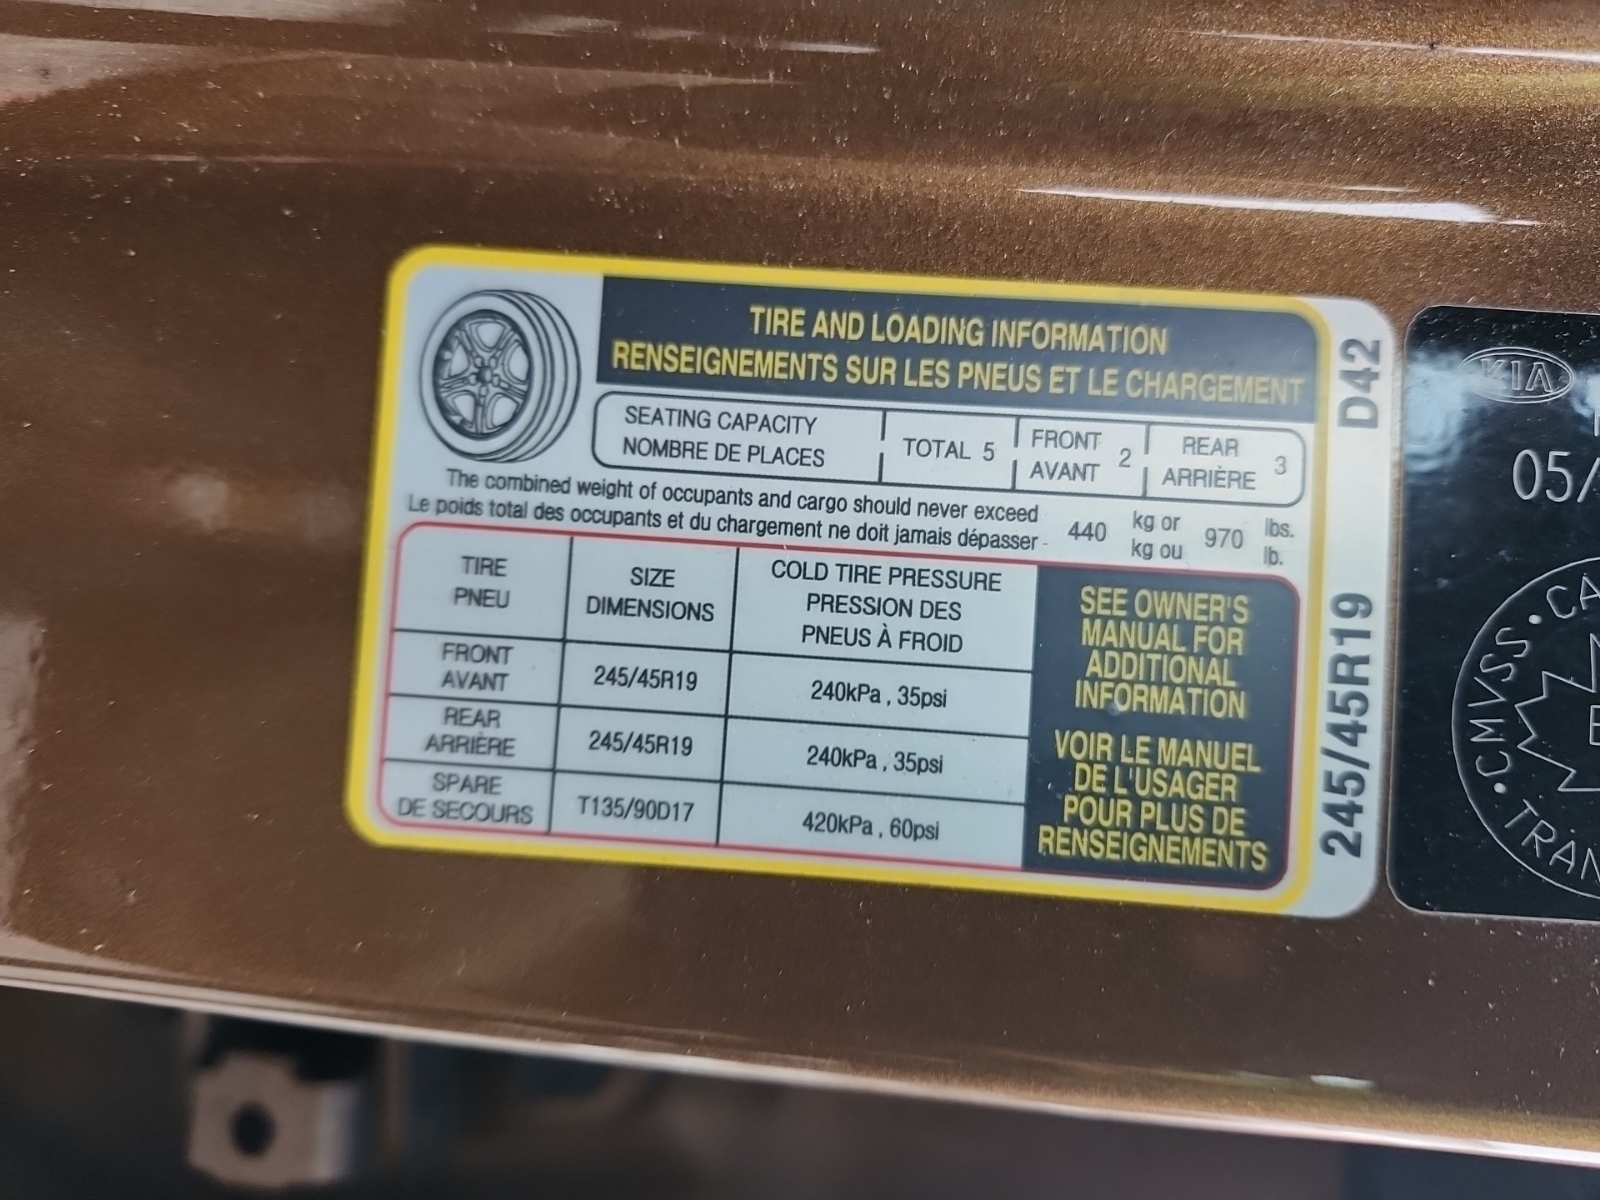 TIRE AND LOADING INFORMATION
RENSEIGNEMENTS SUR LES PNEUS ET LE CHARGEMENT
SEATING CAPACITY
NOMBRE DE PLACES
TOTAL 5
FRONT
AVANT
2
REAR
ARRIÈRE
3
The combined weight of occupants and cargo should never exceed
Le poids total des occupants et du chargement ne doit jamais dépasser
440
kg or
kg ou
970
lbs.
lb.
TIRE
PNEU
SIZE
DIMENSIONS
COLD TIRE PRESSURE
PRESSION DES
PNEUS À FROID
FRONT
AVANT
245/45R19
240kPa , 35psi
REAR
ARRIÈRE
245/45R19
240kPa , 35psi
SPARE
DE SECOURS
T135/90D17
420kPa , 60psi
SEE OWNER'S
MANUAL FOR
ADDITIONAL
INFORMATION
VOIR LE MANUEL
DE L'USAGER
POUR PLUS DE
RENSEIGNEMENTS
245/45R19 D42
KIA
05/
CMVSS